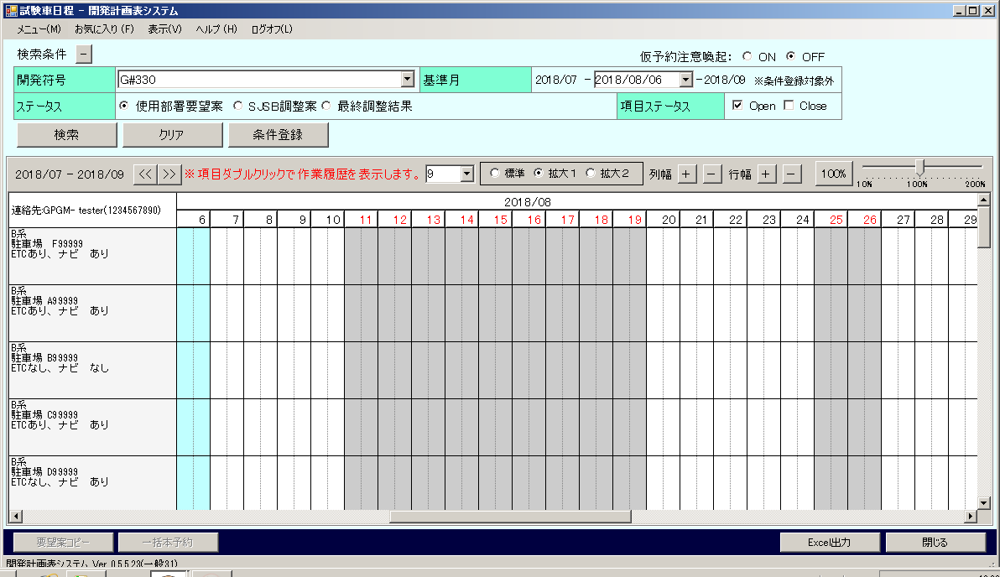 試験車日程 - 開発計画表システム
メニュー(M) お気に入り(F) 表示(V) ヘルプ(H) ログオフ(L)
検索条件 -
仮予約注意喚起: ON OFF
開発符号 G#330 基準月 2018/07 - 2018/08/06 - 2018/09 ※条件登録対象外
ステータス 使用部署要望案 SJSB調整案 最終調整結果 項目ステータス Open Close
検索 クリア 条件登録
2018/07 - 2018/09 << >> ※項目ダブルクリックで作業履歴を表示します。 9 標準 拡大1 拡大2 列幅 + - 行幅 + - 100%
10% 100% 200%
連絡先:GPGM- tester(1234567890)
2018/08
6 7 8 9 10 11 12 13 14 15 16 17 18 19 20 21 22 23 24 25 26 27 28 29
B系
駐車場 F99999
ETCあり、ナビ あり
B系
駐車場 A99999
ETCあり、ナビ あり
B系
駐車場 B99999
ETCなし、ナビ なし
B系
駐車場 C99999
ETCあり、ナビ あり
B系
駐車場 D99999
ETCなし、ナビ あり
要望案コピー 一括本予約 Excel出力 閉じる
開発計画表システム Ver 0.5.5.23(一般31)